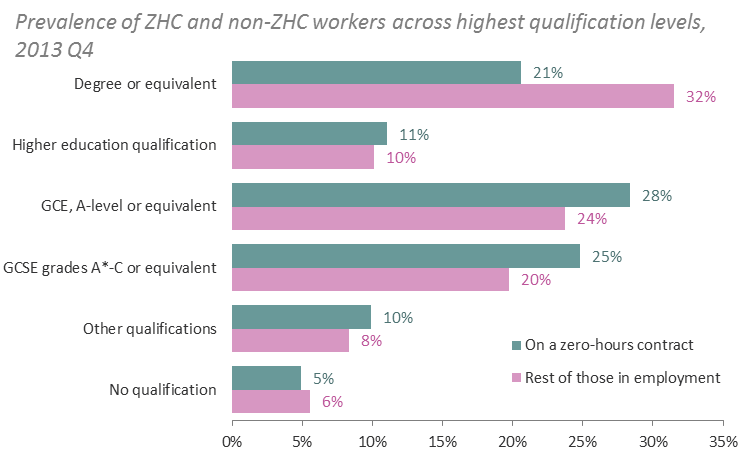 Prevalence of ZHC and non-ZHC workers across highest qualification levels,
2013 Q4
Degree or equivalent
21%
32%
Higher education qualification
11%
10%
GCE, A-level or equivalent
28%
24%
GCSE grades A*-C or equivalent
25%
20%
Other qualifications
10%
8%
On a zero-hours contract
Rest of those in employment
No qualification
5%
6%
0% 5% 10% 15% 20% 25% 30% 35%